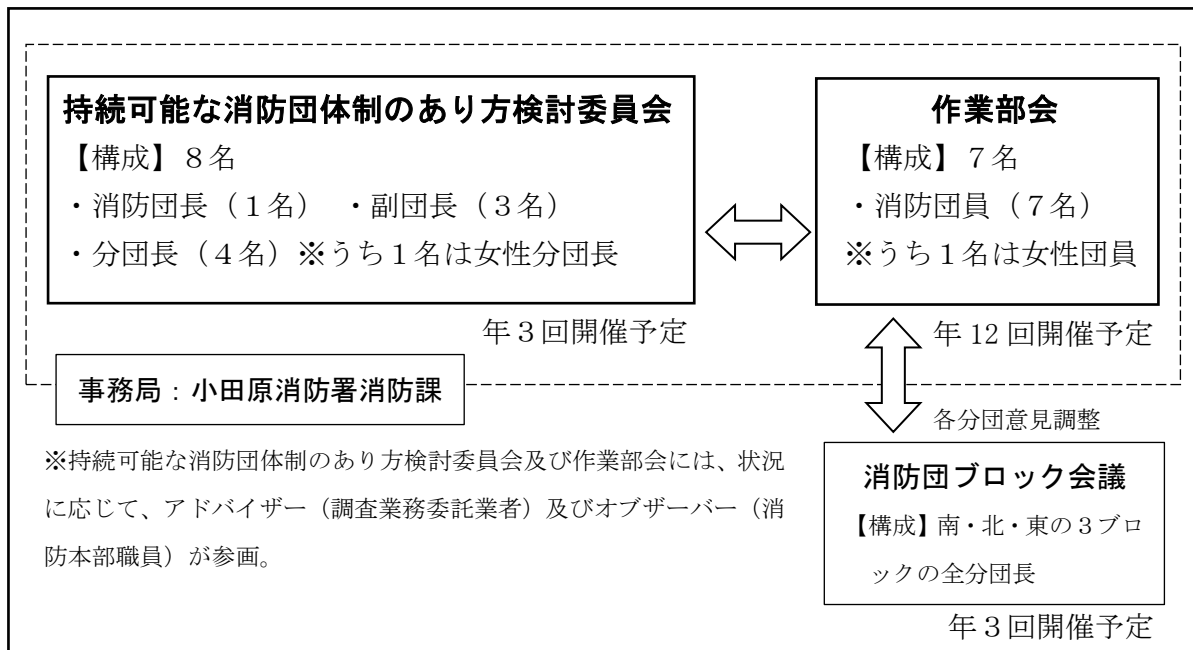 持続可能な消防団体制のあり方検討委員会
【構成】８名
・消防団長（１名）　・副団長（３名）
・分団長（４名）※うち１名は女性分団長
年３回開催予定
作業部会
【構成】７名
・消防団員（７名）
※うち１名は女性団員
年 12 回開催予定
事務局：小田原消防署消防課
各分団意見調整
※持続可能な消防団体制のあり方検討委員会及び作業部会には、状況
に応じて、アドバイザー（調査業務委託業者）及びオブザーバー（消
防本部職員）が参画。
消防団ブロック会議
【構成】南・北・東の３ブロ
ックの全分団長
年３回開催予定